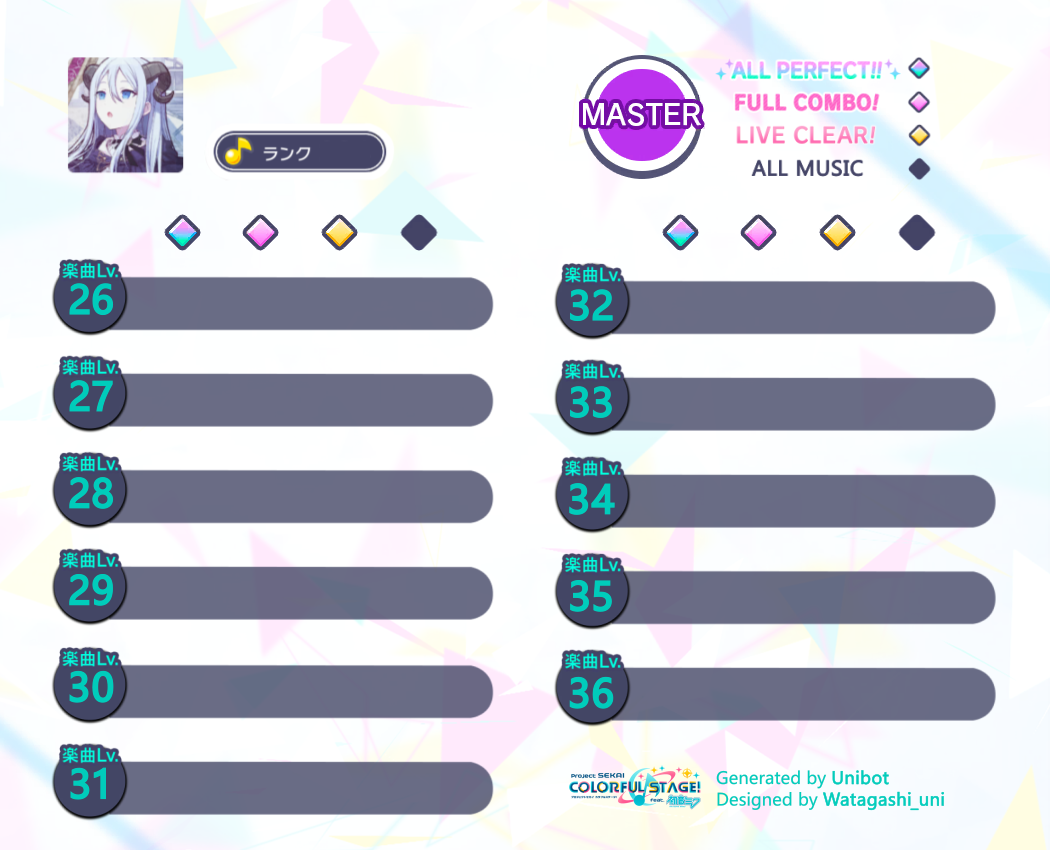 ランク
MASTER
ALL PERFECT!!
FULL COMBO!
LIVE CLEAR!
ALL MUSIC
楽曲Lv.
26
楽曲Lv.
27
楽曲Lv.
28
楽曲Lv.
29
楽曲Lv.
30
楽曲Lv.
31
楽曲Lv.
32
楽曲Lv.
33
楽曲Lv.
34
楽曲Lv.
35
楽曲Lv.
36
Project SEKAI
COLORFUL STAGE!
feat. 初音ミク
Generated by Unibot
Designed by Watagashi_uni